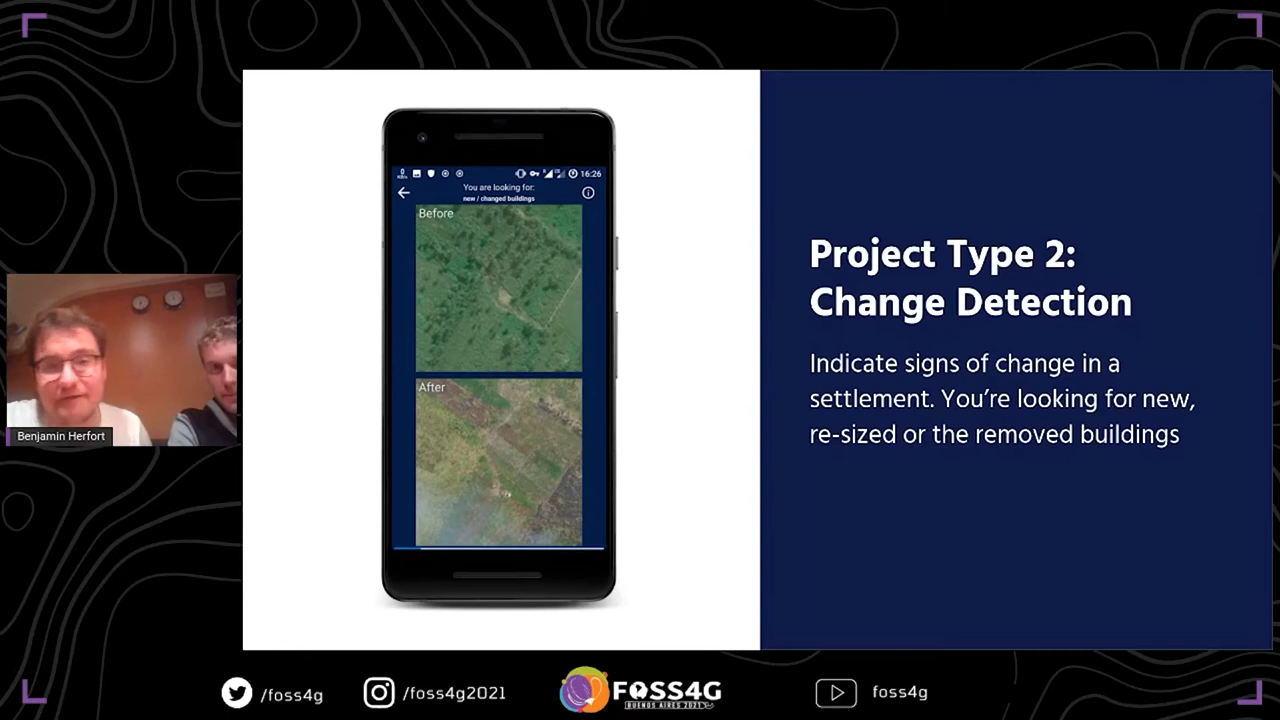 16:26
You are looking for:
new / changed buildings
Before
After
Project Type 2:
Change Detection
Indicate signs of change in a
settlement. You’re looking for new,
re-sized or the removed buildings
Benjamin Herfort
/foss4g
/foss4g2021
FOSS4G
BUENOS AIRES 2021
foss4g